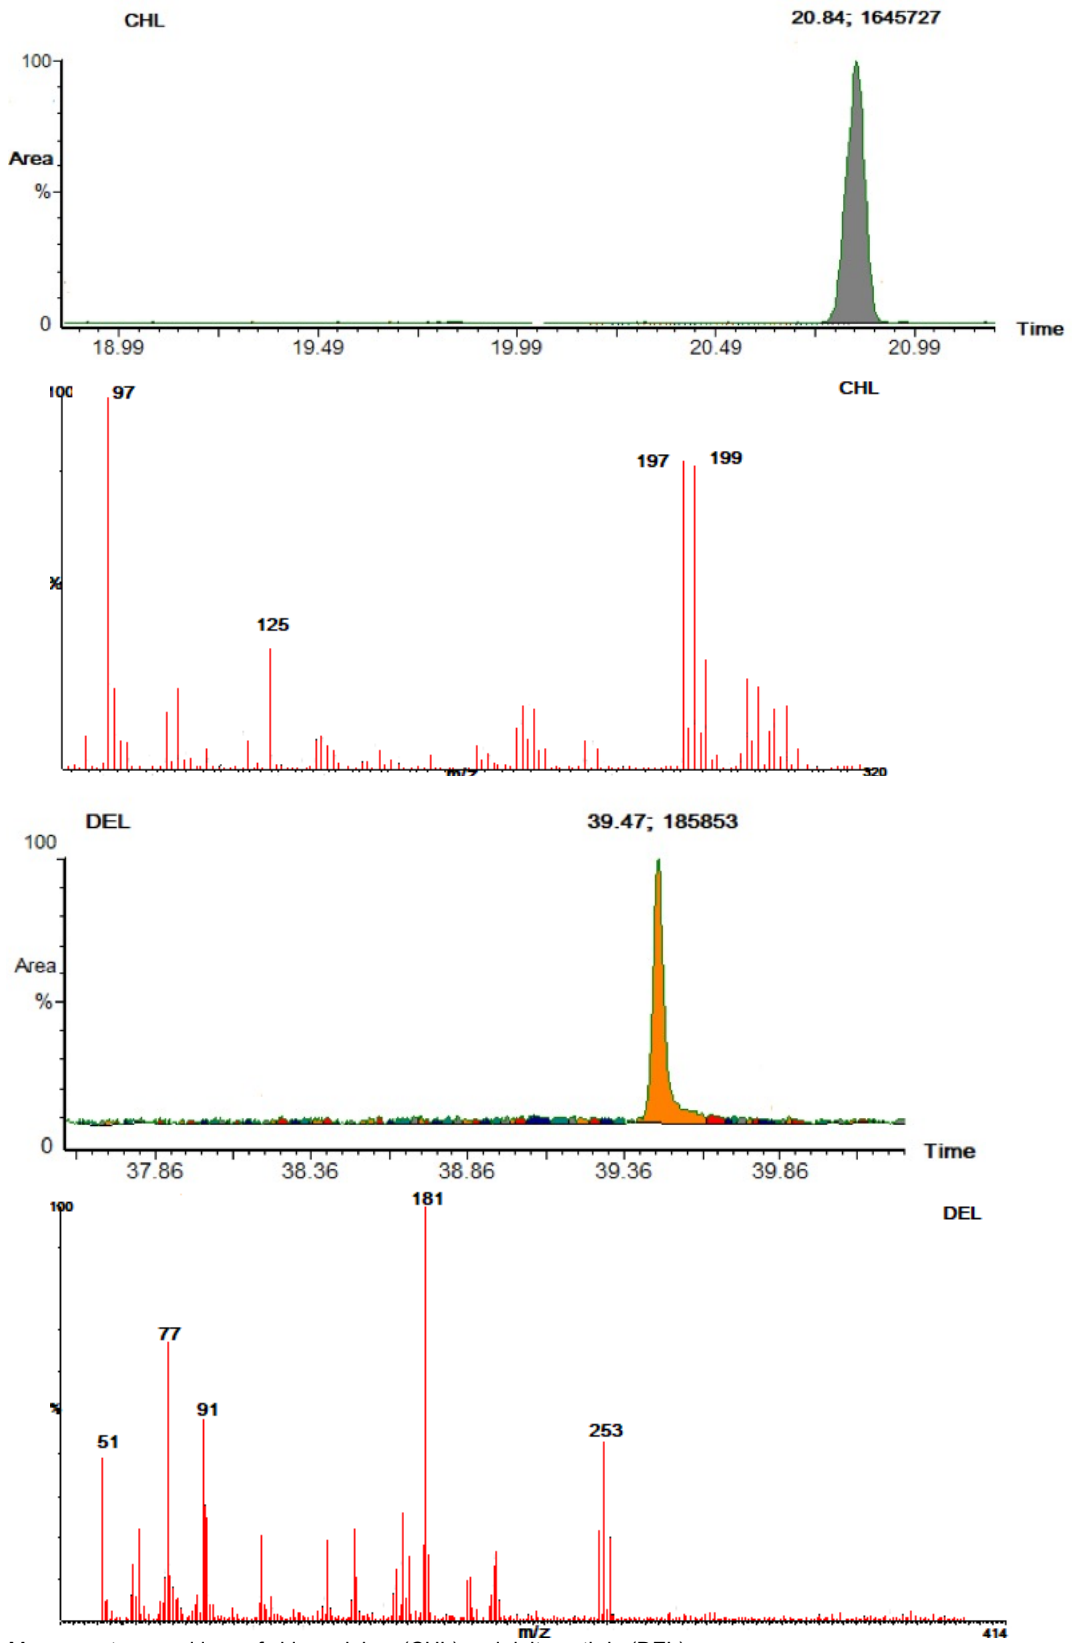 CHL
20.84; 1645727
100
Area
%
0
18.99 19.49 19.99 20.49 20.99 Time
100 97 CHL
197 199
%
125
m/z 320
DEL 39.47; 185853
100
Area
%
0
37.86 38.36 38.86 39.36 39.86 Time
100 181 DEL
77
% 91
51 253
m/z 414